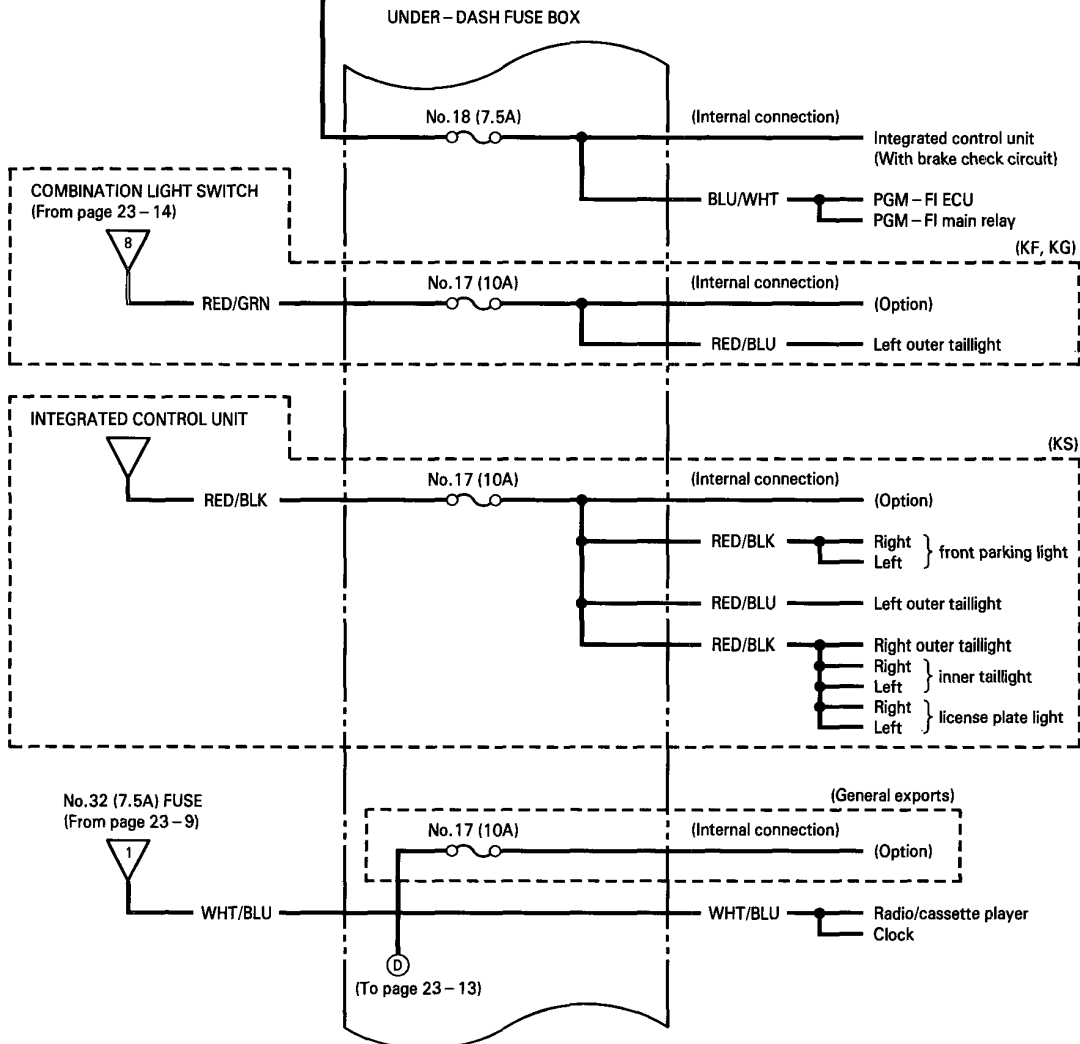 UNDER – DASH FUSE BOX
No.18 (7.5A)
(Internal connection)
Integrated control unit
(With brake check circuit)
BLU/WHT
PGM – FI ECU
PGM – FI main relay
COMBINATION LIGHT SWITCH
(From page 23 – 14)
8
(KF, KG)
RED/GRN
No.17 (10A)
(Internal connection)
(Option)
RED/BLU
Left outer taillight
INTEGRATED CONTROL UNIT
(KS)
RED/BLK
No.17 (10A)
(Internal connection)
(Option)
RED/BLK
Right
Left
} front parking light
RED/BLU
Left outer taillight
RED/BLK
Right outer taillight
Right
Left
} inner taillight
Right
Left
} license plate light
No.32 (7.5A) FUSE
(From page 23 – 9)
1
(General exports)
No.17 (10A)
(Internal connection)
(Option)
WHT/BLU
WHT/BLU
Radio/cassette player
Clock
D
(To page 23 – 13)